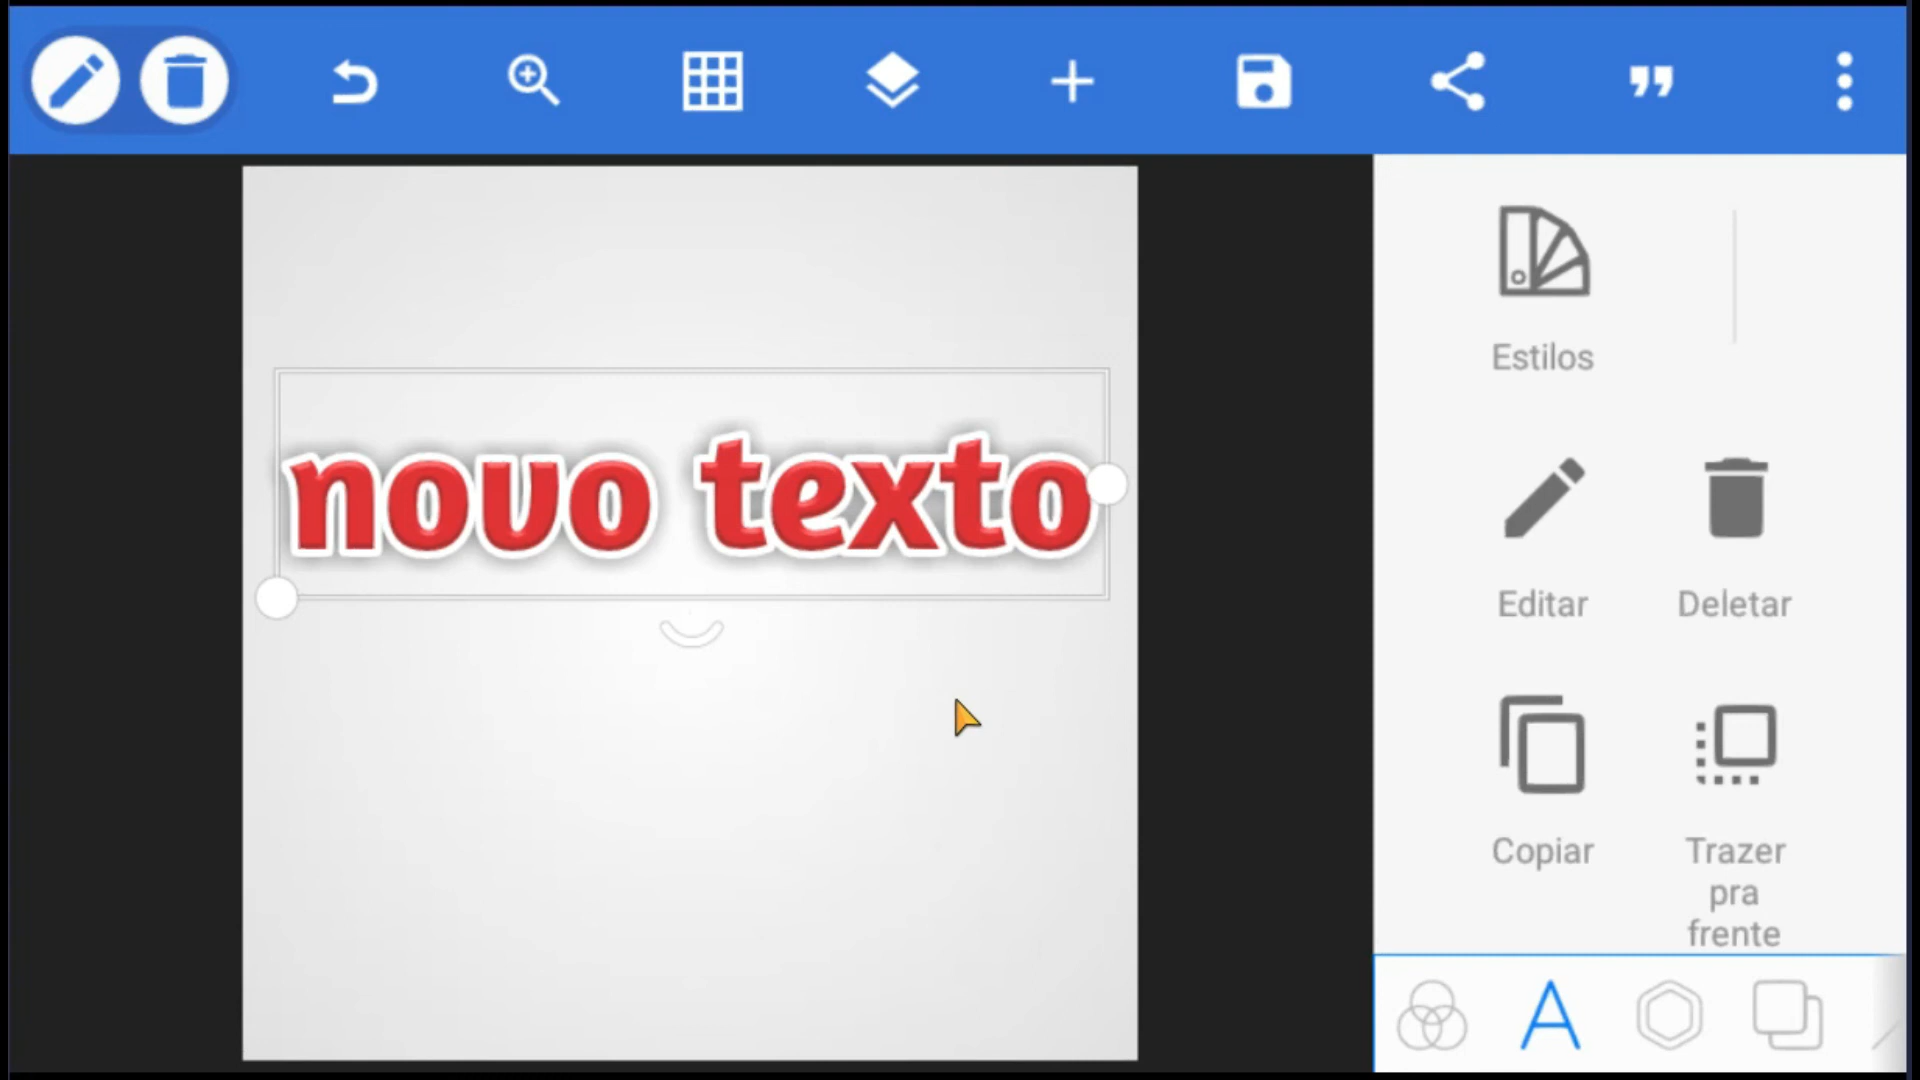 Estilos
novo texto
Editar
Deletar
Copiar
Trazer
pra
frente